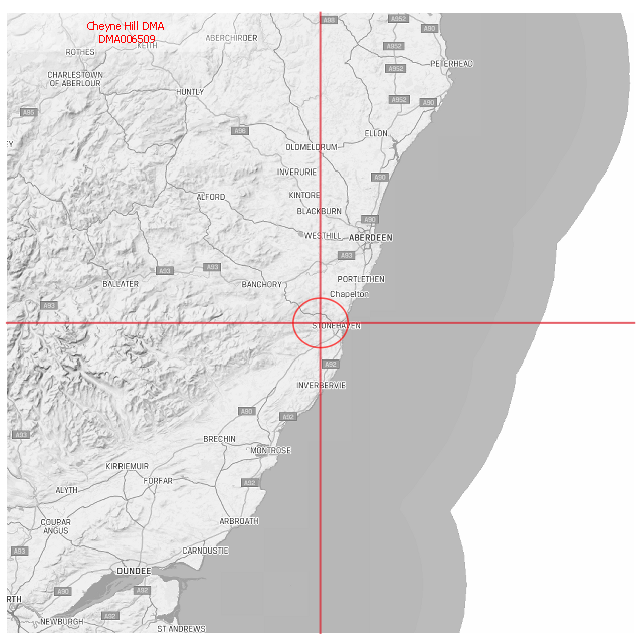 Cheyne Hill DMA
DMA006509
A98
A952
A90
KEITH
ABERCHIRDER
ROTHES
A952
PETERHEAD
CHARLESTOWN
OF ABERLOUR
A952
HUNTLY
A952
A90
A95
A96
ELLON
OLDMELDRUM
EY
INVERURIE
A90
ALFORD
KINTORE
BLACKBURN
A90
WESTHILL
ABERDEEN
A93
A93
A93
BALLATER
BANCHORY
PORTLETHEN
Chapelton
A93
STONEHAVEN
A92
INVERBERVIE
A90
A92
A93
BRECHIN
MONTROSE
KIRRIEMUIR
FORFAR
A92
ALYTH
COUPAR
ANGUS
ARBROATH
A93
CARNOUSTIE
DUNDEE
A90
A92
RTH
A92
NEWBURGH
ST ANDREWS